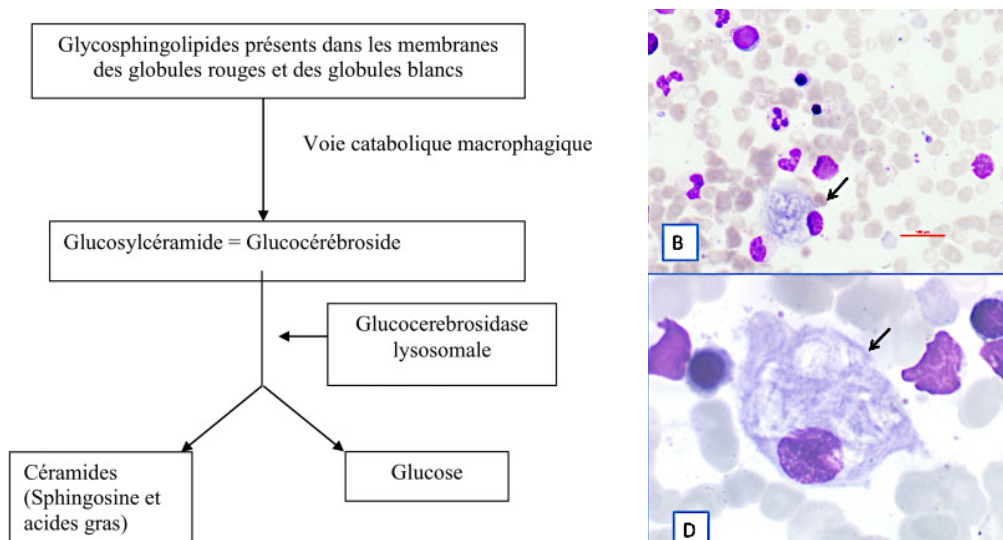 Glycosphingolipides présents dans les membranes
des globules rouges et des globules blancs
Voie catabolique macrophagique
Glucosylcéramide = Glucocérébroside
Glucocerebrosidase
lysosomale
Céramides
(Sphingosine et
acides gras)
Glucose
B
D